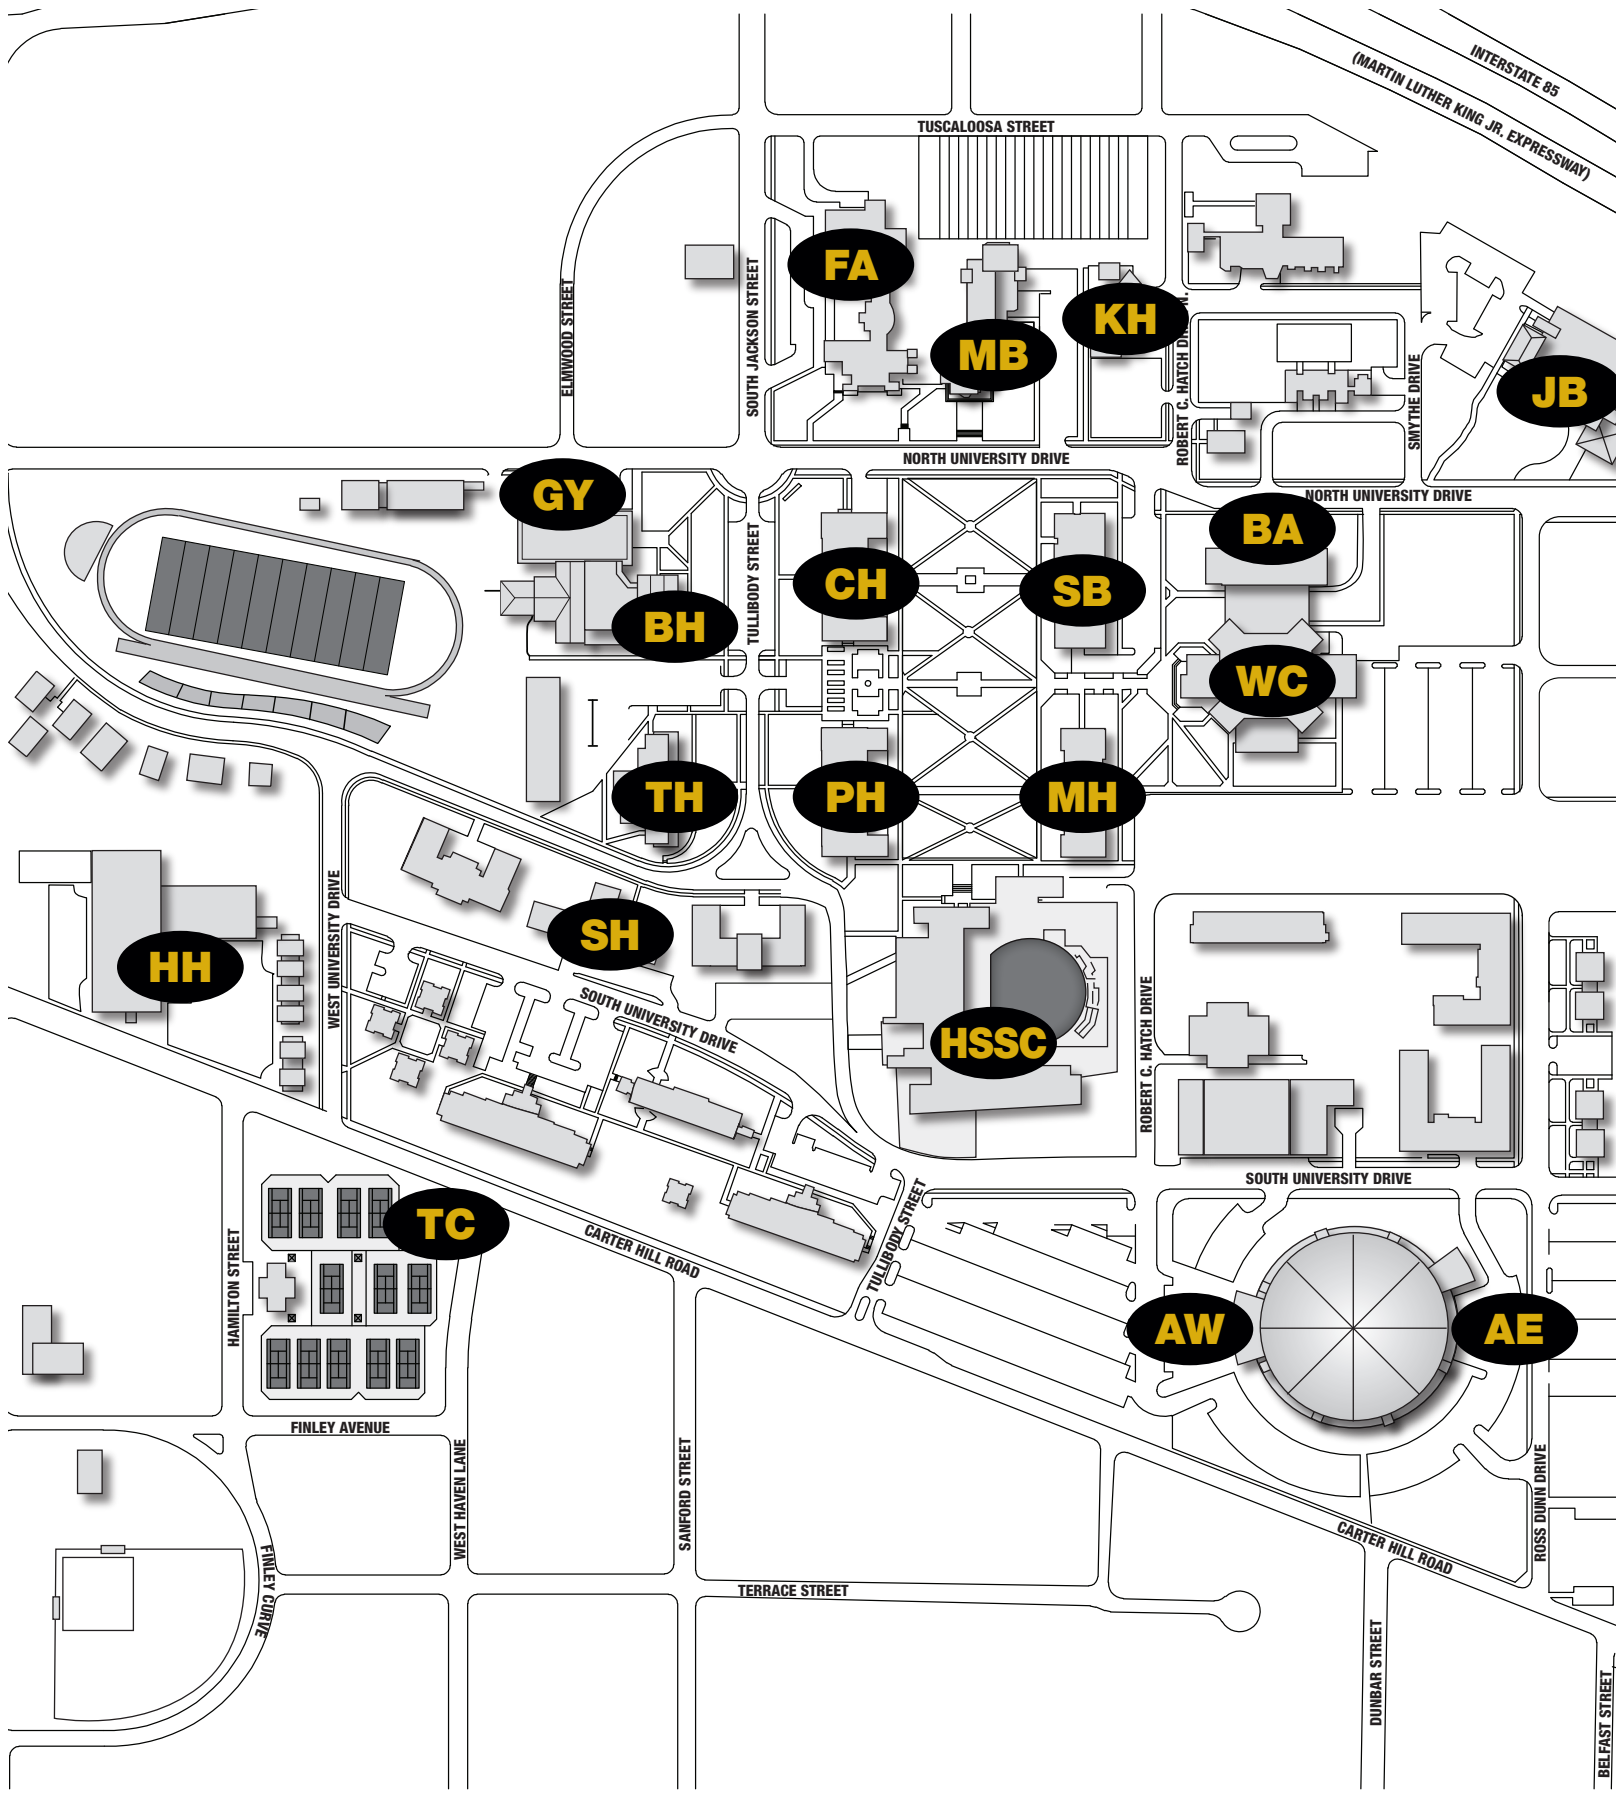 INTERSTATE 85
(MARTIN LUTHER KING JR. EXPRESSWAY)
TUSCALOOSA STREET
FA
KH
MB
JB
ELMWOOD STREET
SOUTH JACKSON STREET
ROBERT C. HATCH DRIVE N.
SMYTHE DRIVE
NORTH UNIVERSITY DRIVE
NORTH UNIVERSITY DRIVE
GY
BA
CH
SB
TULLIBODY STREET
BH
WC
TH
PH
MH
SH
HH
WEST UNIVERSITY DRIVE
SOUTH UNIVERSITY DRIVE
HSSC
ROBERT C. HATCH DRIVE
SOUTH UNIVERSITY DRIVE
TC
HAMILTON STREET
CARTER HILL ROAD
TULLIBODY STREET
AW
AE
FINLEY AVENUE
WEST HAVEN LANE
SANFORD STREET
ROSS DUNN DRIVE
CARTER HILL ROAD
FINLEY CURVE
TERRACE STREET
DUNBAR STREET
BELFAST STREET